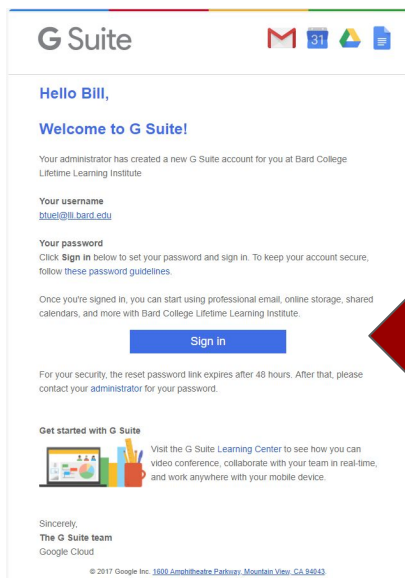 G Suite
31
Hello Bill,
Welcome to G Suite!
Your administrator has created a new G Suite account for you at Bard College
Lifetime Learning Institute
Your username
btuel@lli.bard.edu
Your password
Click Sign in below to set your password and sign in. To keep your account secure,
follow these password guidelines.
Once you're signed in, you can start using professional email, online storage, shared
calendars, and more with Bard College Lifetime Learning Institute.
Sign in
For your security, the reset password link expires after 48 hours. After that, please
contact your administrator for your password.
Get started with G Suite
Visit the G Suite Learning Center to see how you can
video conference, collaborate with your team in real-time,
and work anywhere with your mobile device.
Sincerely,
The G Suite team
Google Cloud
© 2017 Google Inc. 1600 Amphitheatre Parkway, Mountain View, CA 94043.